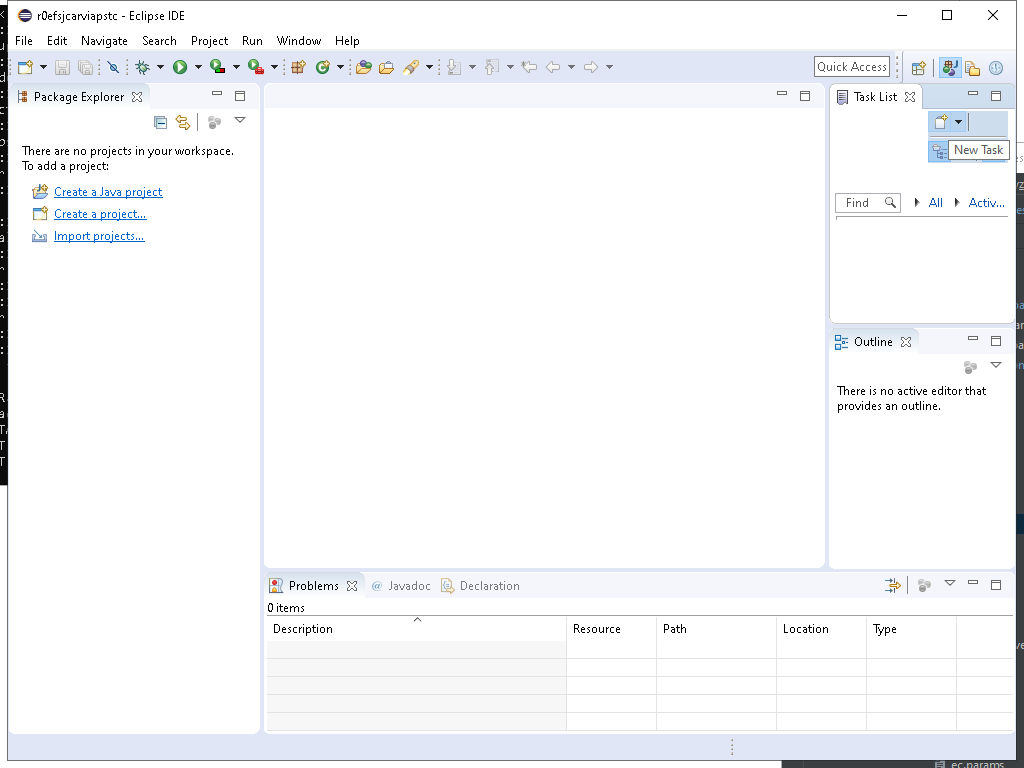 r0efsjcarviapstc - Eclipse IDE
File Edit Navigate Search Project Run Window Help
Quick Access
Package Explorer
There are no projects in your workspace.
To add a project:
Create a Java project
Create a project...
Import projects...
Task List
New Task
Find All Activ...
Outline
There is no active editor that
provides an outline.
Problems @ Javadoc Declaration
0 items
Description Resource Path Location Type
ec.params